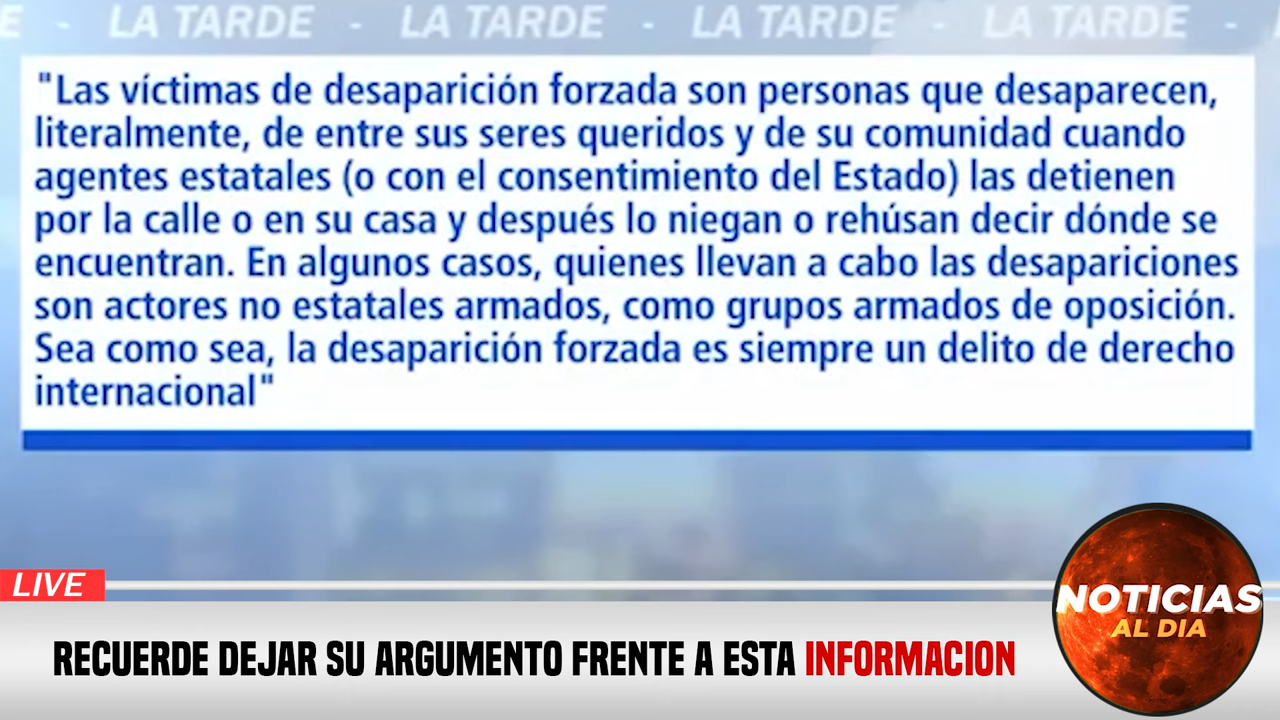 E - LA TARDE - LA TARDE - LA TARDE - LA TARDE -
"Las víctimas de desaparición forzada son personas que desaparecen,
literalmente, de entre sus seres queridos y de su comunidad cuando
agentes estatales (o con el consentimiento del Estado) las detienen
por la calle o en su casa y después lo niegan o rehúsan decir dónde se
encuentran. En algunos casos, quienes llevan a cabo las desapariciones
son actores no estatales armados, como grupos armados de oposición.
Sea como sea, la desaparición forzada es siempre un delito de derecho
internacional"
LIVE
NOTICIAS
AL DIA
RECUERDE DEJAR SU ARGUMENTO FRENTE A ESTA INFORMACION